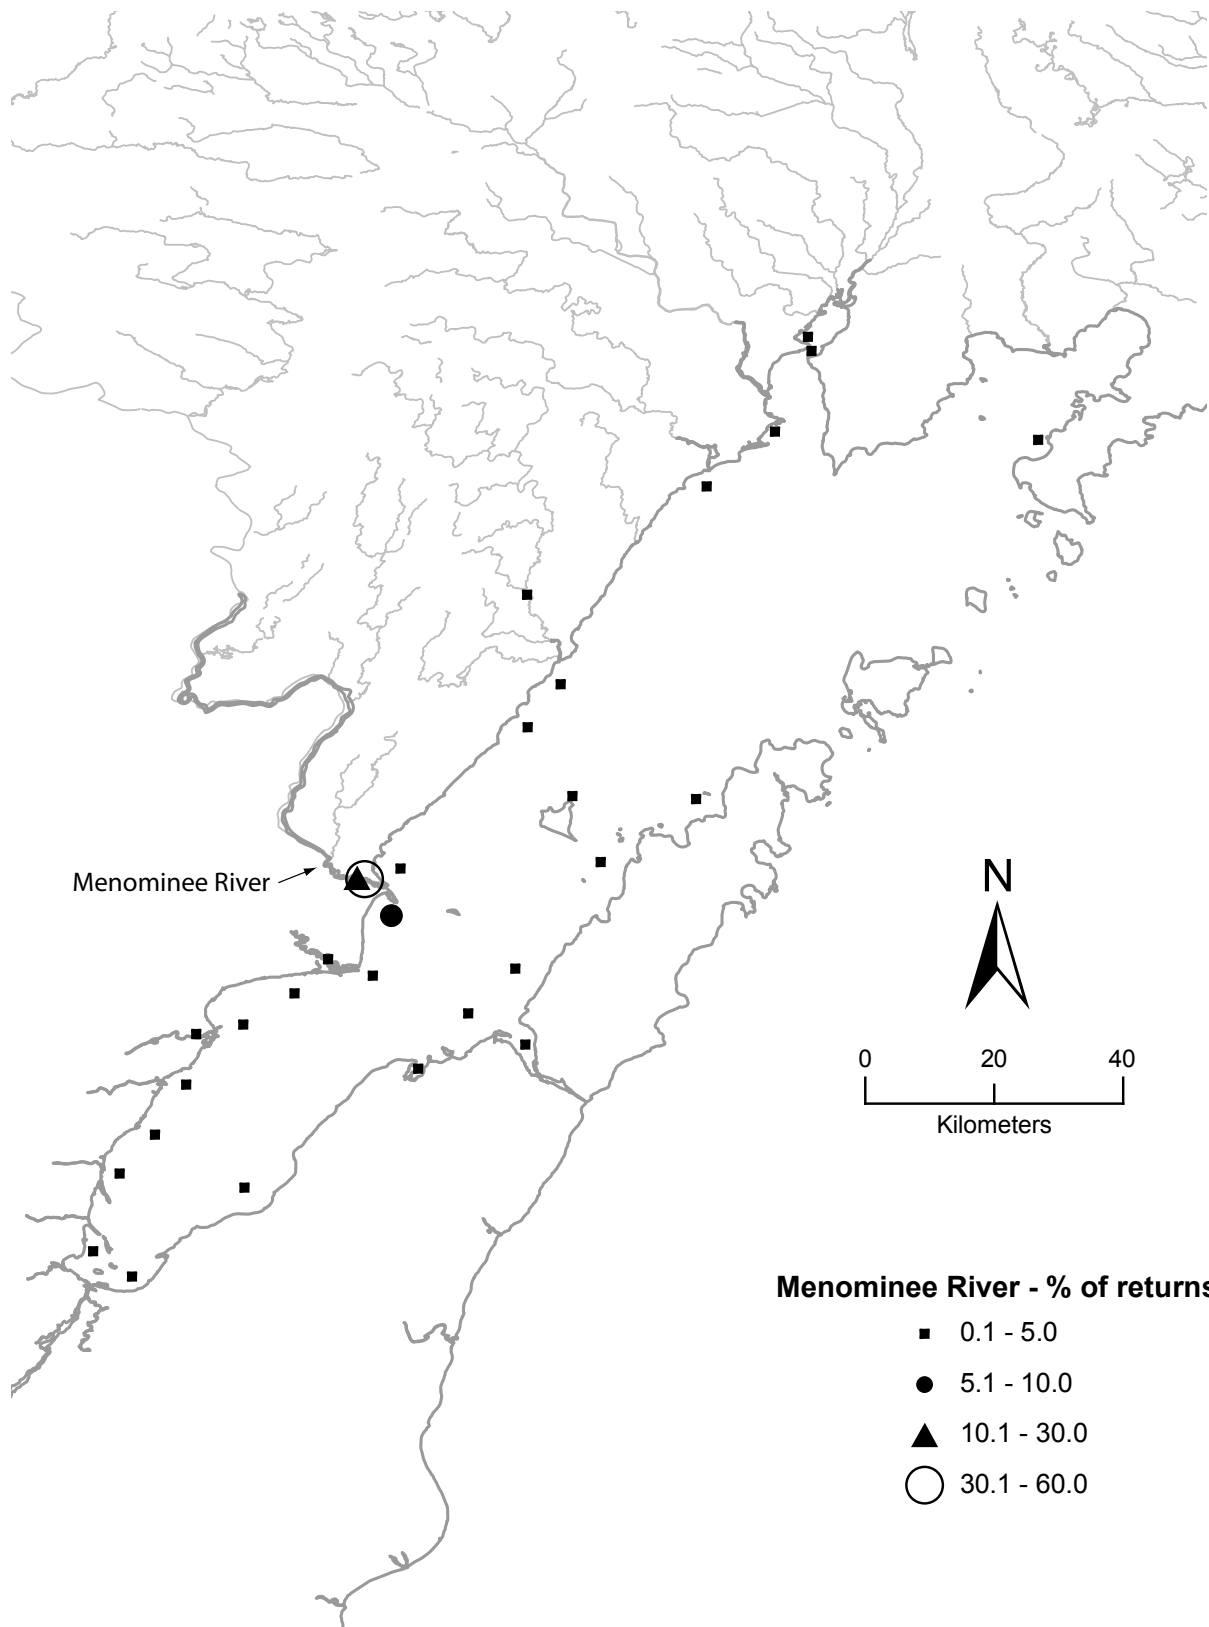 Menominee River
N
0 20 40
Kilometers
Menominee River - % of returns
0.1 - 5.0
5.1 - 10.0
10.1 - 30.0
30.1 - 60.0